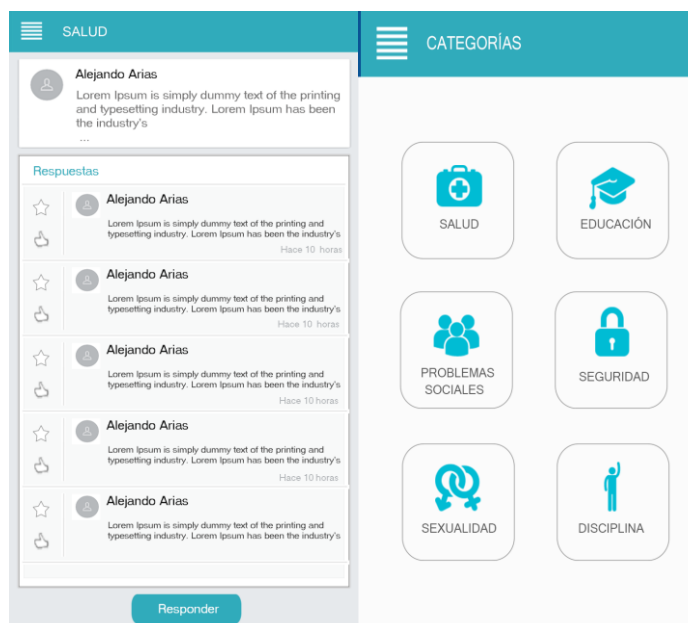 SALUD
Alejando Arias
Lorem Ipsum is simply dummy text of the printing
and typesetting industry. Lorem Ipsum has been
the industry's
...
Respuestas
Alejando Arias
Lorem Ipsum is simply dummy text of the printing and
typesetting industry. Lorem Ipsum has been the industry's
Hace 10 horas
Alejando Arias
Lorem Ipsum is simply dummy text of the printing and
typesetting industry. Lorem Ipsum has been the industry's
Hace 10 horas
Alejando Arias
Lorem Ipsum is simply dummy text of the printing and
typesetting industry. Lorem Ipsum has been the industry's
Hace 10 horas
Alejando Arias
Lorem Ipsum is simply dummy text of the printing and
typesetting industry. Lorem Ipsum has been the industry's
Hace 10 horas
Alejando Arias
Lorem Ipsum is simply dummy text of the printing and
typesetting industry. Lorem Ipsum has been the industry's
Responder
CATEGORÍAS
SALUD
EDUCACIÓN
PROBLEMAS
SOCIALES
SEGURIDAD
SEXUALIDAD
DISCIPLINA